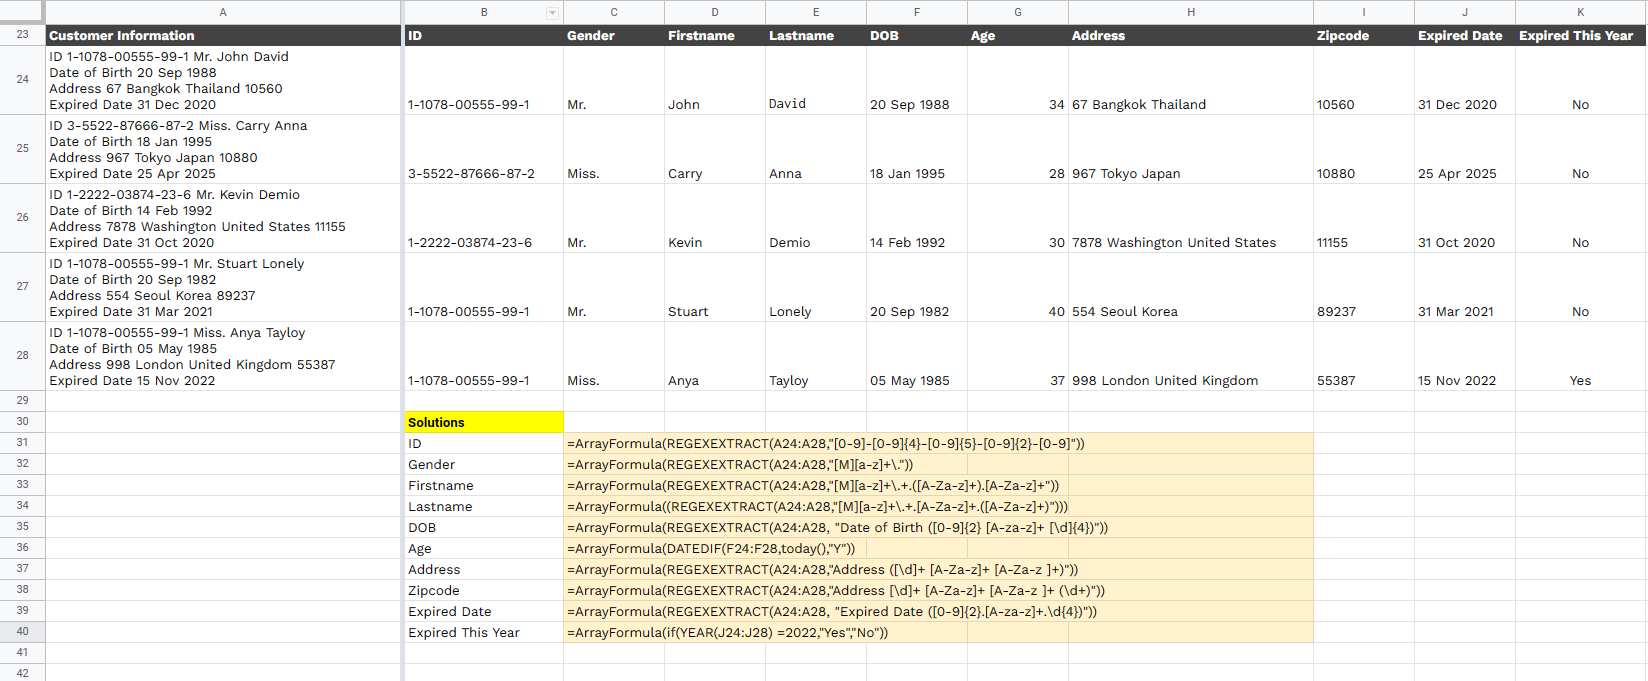 A B C D E F G H I J K
23 Customer Information ID Gender Firstname Lastname DOB Age Address Zipcode Expired Date Expired This Year
ID 1-1078-00555-99-1 Mr. John David
Date of Birth 20 Sep 1988
Address 67 Bangkok Thailand 10560
Expired Date 31 Dec 2020
24 1-1078-00555-99-1 Mr. John David 20 Sep 1988 34 67 Bangkok Thailand 10560 31 Dec 2020 No
ID 3-5522-87666-87-2 Miss. Carry Anna
Date of Birth 18 Jan 1995
Address 967 Tokyo Japan 10880
Expired Date 25 Apr 2025
25 3-5522-87666-87-2 Miss. Carry Anna 18 Jan 1995 28 967 Tokyo Japan 10880 25 Apr 2025 No
ID 1-2222-03874-23-6 Mr. Kevin Demio
Date of Birth 14 Feb 1992
Address 7878 Washington United States 11155
Expired Date 31 Oct 2020
26 1-2222-03874-23-6 Mr. Kevin Demio 14 Feb 1992 30 7878 Washington United States 11155 31 Oct 2020 No
ID 1-1078-00555-99-1 Mr. Stuart Lonely
Date of Birth 20 Sep 1982
Address 554 Seoul Korea 89237
Expired Date 31 Mar 2021
27 1-1078-00555-99-1 Mr. Stuart Lonely 20 Sep 1982 40 554 Seoul Korea 89237 31 Mar 2021 No
ID 1-1078-00555-99-1 Miss. Anya Tayloy
Date of Birth 05 May 1985
Address 998 London United Kingdom 55387
Expired Date 15 Nov 2022
28 1-1078-00555-99-1 Miss. Anya Tayloy 05 May 1985 37 998 London United Kingdom 55387 15 Nov 2022 Yes
29
30 Solutions
31 ID =ArrayFormula(REGEXEXTRACT(A24:A28,"[0-9]-[0-9]{4}-[0-9]{5}-[0-9]{2}-[0-9]"))
32 Gender =ArrayFormula(REGEXEXTRACT(A24:A28,"[M][a-z]+\."))
33 Firstname =ArrayFormula(REGEXEXTRACT(A24:A28,"[M][a-z]+\.+.([A-Za-z]+).[A-Za-z]+"))
34 Lastname =ArrayFormula((REGEXEXTRACT(A24:A28,"[M][a-z]+\.+.[A-Za-z]+.([A-Za-z]+)")))
35 DOB =ArrayFormula(REGEXEXTRACT(A24:A28, "Date of Birth ([0-9]{2} [A-za-z]+ [\d]{4})"))
36 Age =ArrayFormula(DATEDIF(F24:F28,today(),"Y"))
37 Address =ArrayFormula(REGEXEXTRACT(A24:A28,"Address ([\d]+ [A-Za-z]+ [A-Za-z ]+)"))
38 Zipcode =ArrayFormula(REGEXEXTRACT(A24:A28,"Address [\d]+ [A-Za-z]+ [A-Za-z ]+ (\d+)"))
39 Expired Date =ArrayFormula(REGEXEXTRACT(A24:A28, "Expired Date ([0-9]{2}.[A-za-z]+.\d{4})"))
40 Expired This Year =ArrayFormula(if(YEAR(J24:J28) =2022,"Yes","No"))
41
42